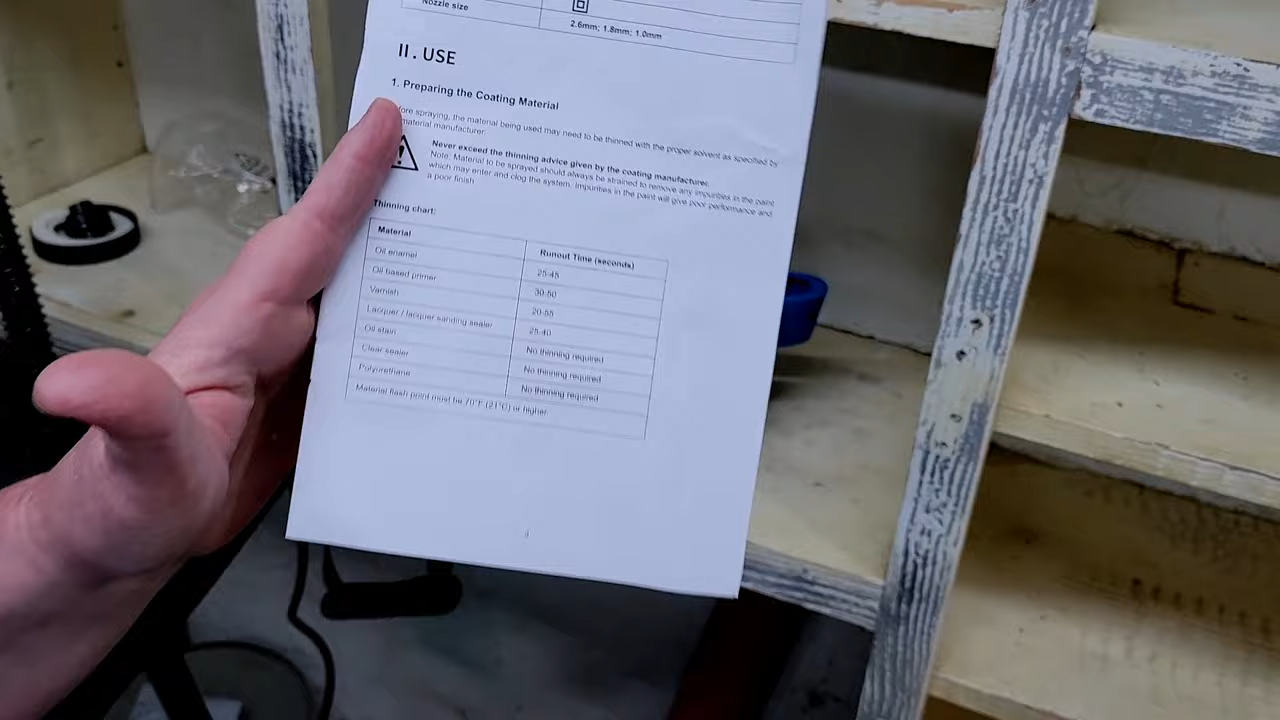 Nozzle size
2.6mm; 1.8mm; 1.0mm
II. USE
1. Preparing the Coating Material
fore spraying, the material being used may need to be thinned with the proper solvent as specified by
material manufacturer.
Never exceed the thinning advice given by the coating manufacturer.
Note: Material to be sprayed should always be strained to remove any impurities in the paint
which may enter and clog the system. Impurities in the paint will give poor performance and
a poor finish
Thinning chart:
Material
Runout Time (seconds)
Oil enamel
25-45
Oil based primer
30-50
Varnish
20-55
Lacquer / lacquer sanding sealer
25-40
Oil stain
No thinning required
Clear sealer
No thinning required
Polyurethane
No thinning required
Material flash point must be 70°F (21°C) or higher